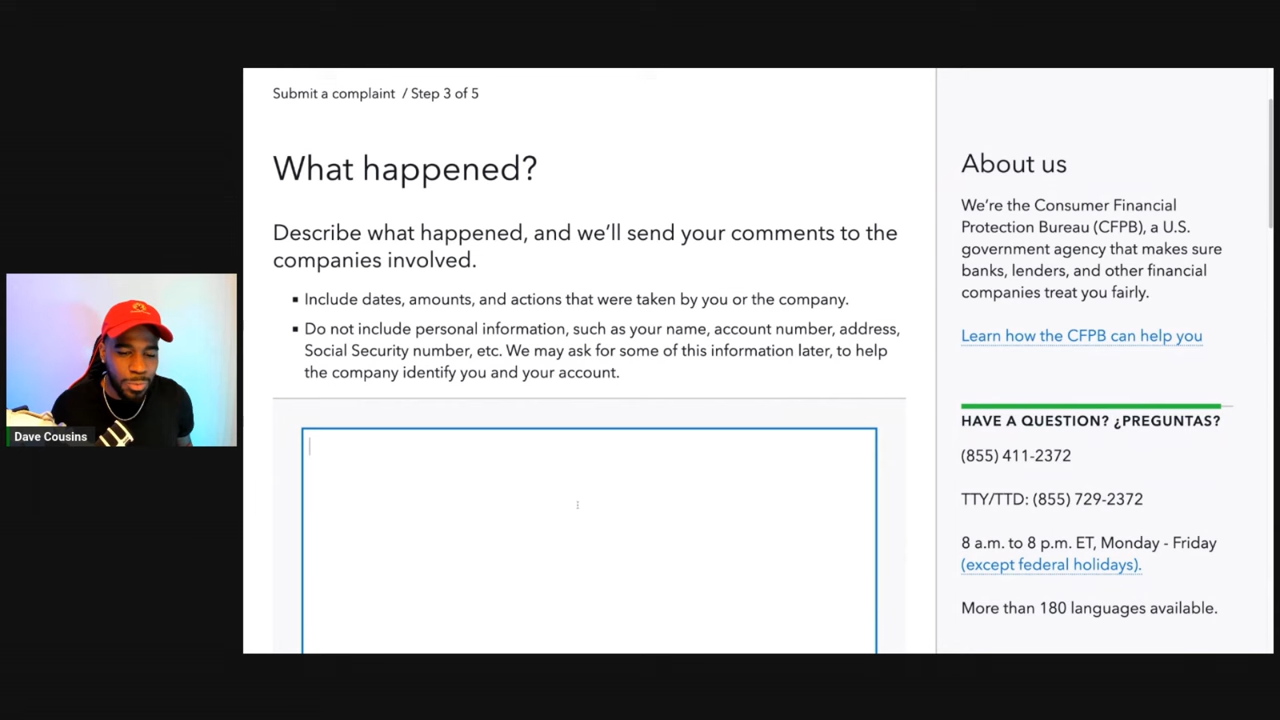 Submit a complaint / Step 3 of 5
What happened?
Describe what happened, and we’ll send your comments to the
companies involved.
▪ Include dates, amounts, and actions that were taken by you or the company.
▪ Do not include personal information, such as your name, account number, address,
Social Security number, etc. We may ask for some of this information later, to help
the company identify you and your account.
Dave Cousins
About us
We’re the Consumer Financial
Protection Bureau (CFPB), a U.S.
government agency that makes sure
banks, lenders, and other financial
companies treat you fairly.
Learn how the CFPB can help you
HAVE A QUESTION? ¿PREGUNTAS?
(855) 411-2372
TTY/TTD: (855) 729-2372
8 a.m. to 8 p.m. ET, Monday - Friday
(except federal holidays).
More than 180 languages available.